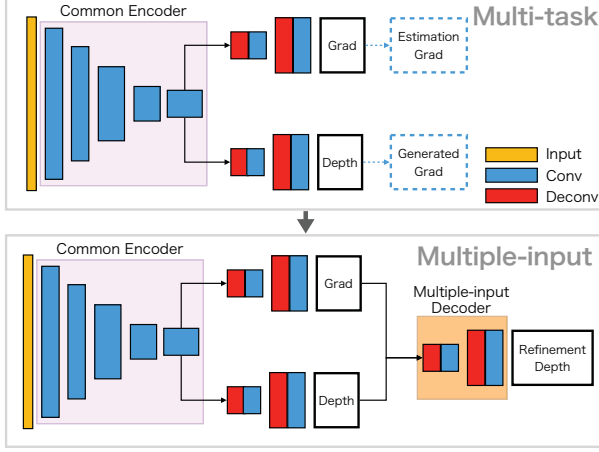 Common Encoder
Multi-task
Grad
Estimation
Grad
Depth
Generated
Grad
Input
Conv
Deconv
Common Encoder
Multiple-input
Grad
Multiple-input
Decoder
Refinement
Depth
Depth